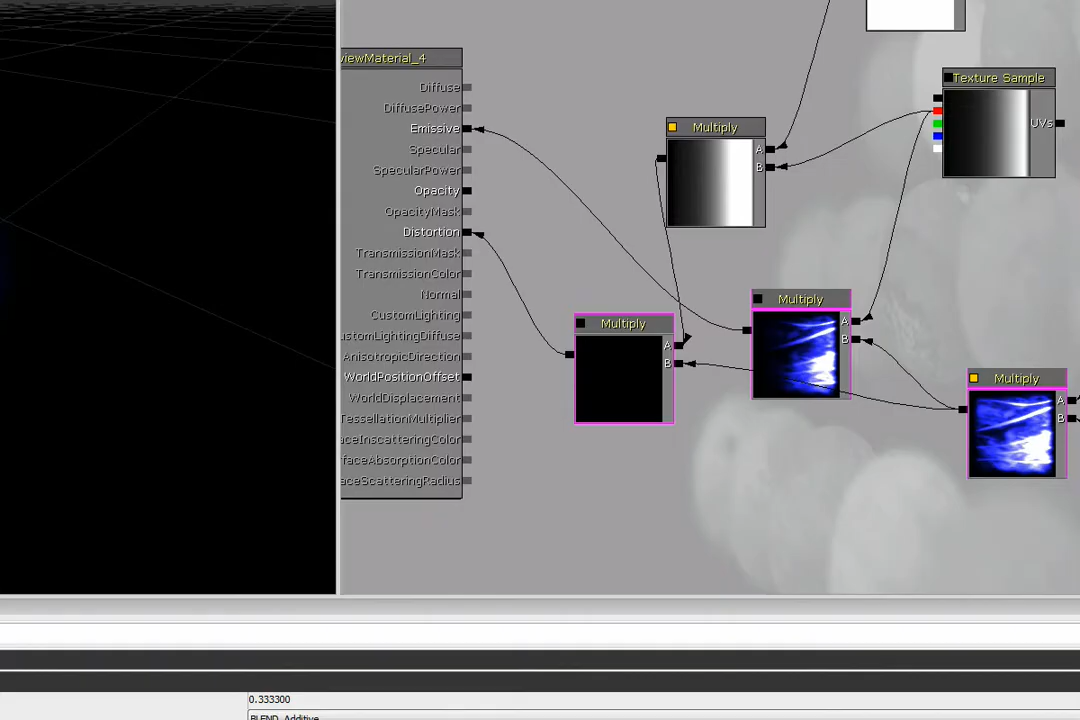 viewMaterial_4
Diffuse
DiffusePower
Emissive
Specular
SpecularPower
Opacity
OpacityMask
Distortion
TransmissionMask
TransmissionColor
Normal
CustomLighting
ustomLightingDiffuse
AnisotropicDirection
WorldPositionOffset
WorldDisplacement
TessellationMultiplier
aceInscatteringColor
rfaceAbsorptionColor
aceScatteringRadius
Multiply
A
B
Texture Sample
UVs
Multiply
A
B
Multiply
A
B
Multiply
A
B
0.333300
BLEND_Additive